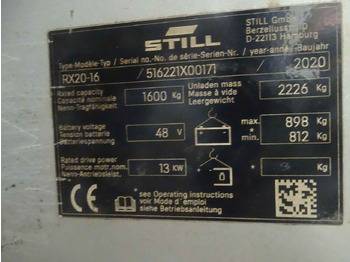 STILL
STILL GmbH
Berzeliusstr.
D-22113 Hamburg
Type-Modèle-Typ / Serial no.-No. de série-Serien-Nr. / year-année-Baujahr
RX20-16 / 516221X00171 / 2020
Rated capacity
Capacité nominale
Nenn-Tragfähigkeit
1600 Kg
Unladen mass
Masse à vide
Leergewicht
2226 Kg
Battery voltage
Tension batterie
Batteriespannung
48 V
max. 898 Kg
min. 812 Kg
Rated drive power
Puissance motr.nom.
Nenn-Antriebsleist.
13 KW
Kg
CE
see Operating instructions
voir Mode d'emploi
siehe Betriebsanleitung